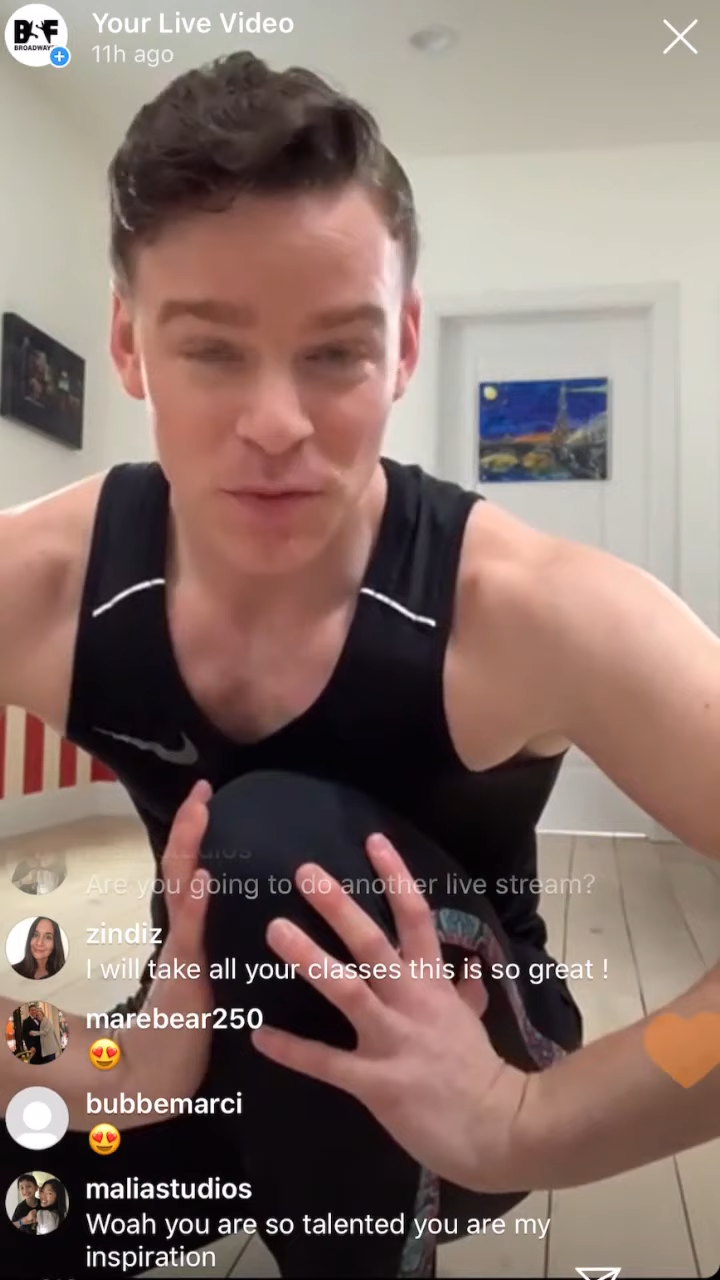 BSF
BROADWAY
Your Live Video
11h ago
Are you going to do another live stream?
zindiz
I will take all your classes this is so great !
marebear250
😍
bubbemarci
😍
maliastudios
Woah you are so talented you are my
inspiration